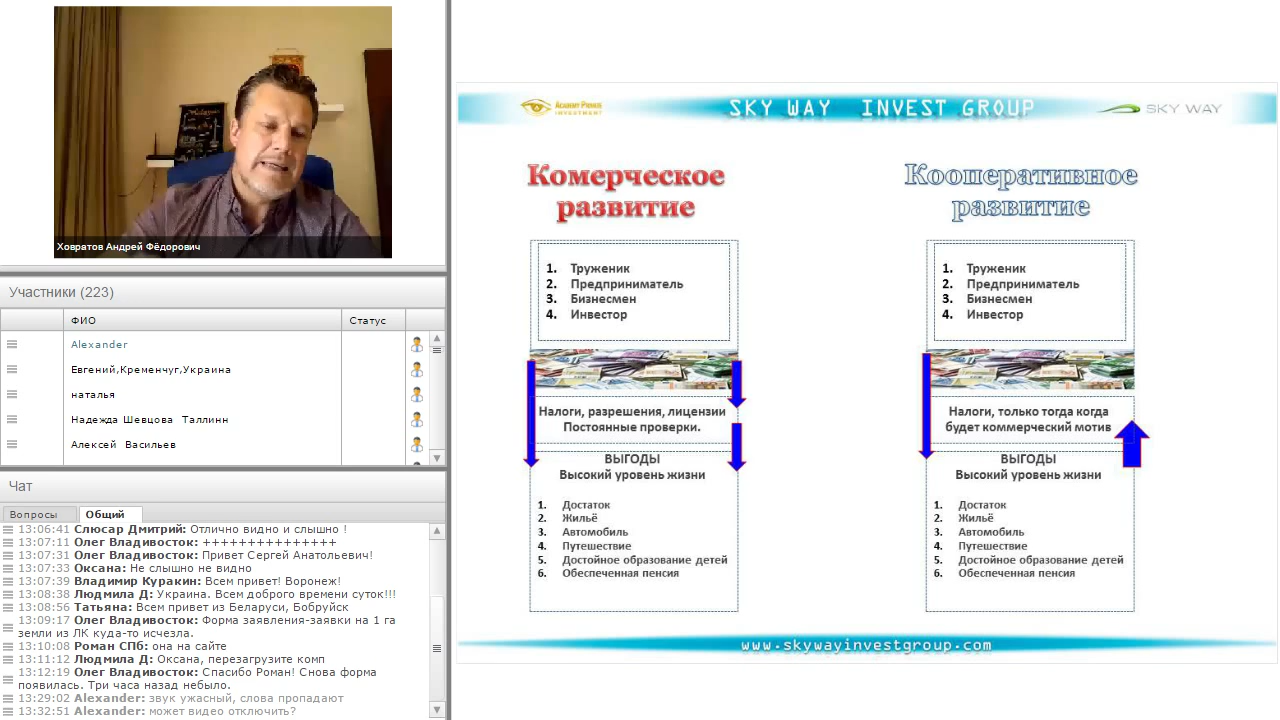 Ховратов Андрей Фёдорович
Участники (223)
ФИО
Статус
Alexander
Евгений,Кременчуг,Украина
наталья
Надежда Шевцова Таллинн
Алексей Васильев
Чат
Вопросы
Общий
13:06:41 Слюсар Дмитрий: Отлично видно и слышно !
13:07:11 Олег Владивосток: +++++++++++++++
13:07:31 Олег Владивосток: Привет Сергей Анатольевич!
13:07:33 Оксана: Не слышно не видно
13:07:39 Владимир Куракин: Всем привет! Воронеж!
13:08:38 Людмила Д: Украина. Всем доброго времени суток!!!
13:08:56 Татьяна: Всем привет из Беларуси, Бобруйск
13:09:17 Олег Владивосток: Форма заявления-заявки на 1 га
земли из ЛК куда-то исчезла.
13:10:08 Роман СПб: она на сайте
13:11:12 Людмила Д: Оксана, перезагрузите комп
13:12:19 Олег Владивосток: Спасибо Роман! Снова форма
появилась. Три часа назад небыло.
13:29:02 Alexander: звук ужасный, слова пропадают
13:32:51 Alexander: может видео отключить?
INVESTMENT
SKY WAY INVEST GROUP
SKY WAY
Комерческое
развитие
1. Труженик
2. Предприниматель
3. Бизнесмен
4. Инвестор
Налоги, разрешения, лицензии
Постоянные проверки.
ВЫГОДЫ
Высокий уровень жизни
1. Достаток
2. Жильё
3. Автомобиль
4. Путешествие
5. Достойное образование детей
6. Обеспеченная пенсия
Кооперативное
развитие
1. Труженик
2. Предприниматель
3. Бизнесмен
4. Инвестор
Налоги, только тогда когда
будет коммерческий мотив
ВЫГОДЫ
Высокий уровень жизни
1. Достаток
2. Жильё
3. Автомобиль
4. Путешествие
5. Достойное образование детей
6. Обеспеченная пенсия
www.skywayinvestgroup.com